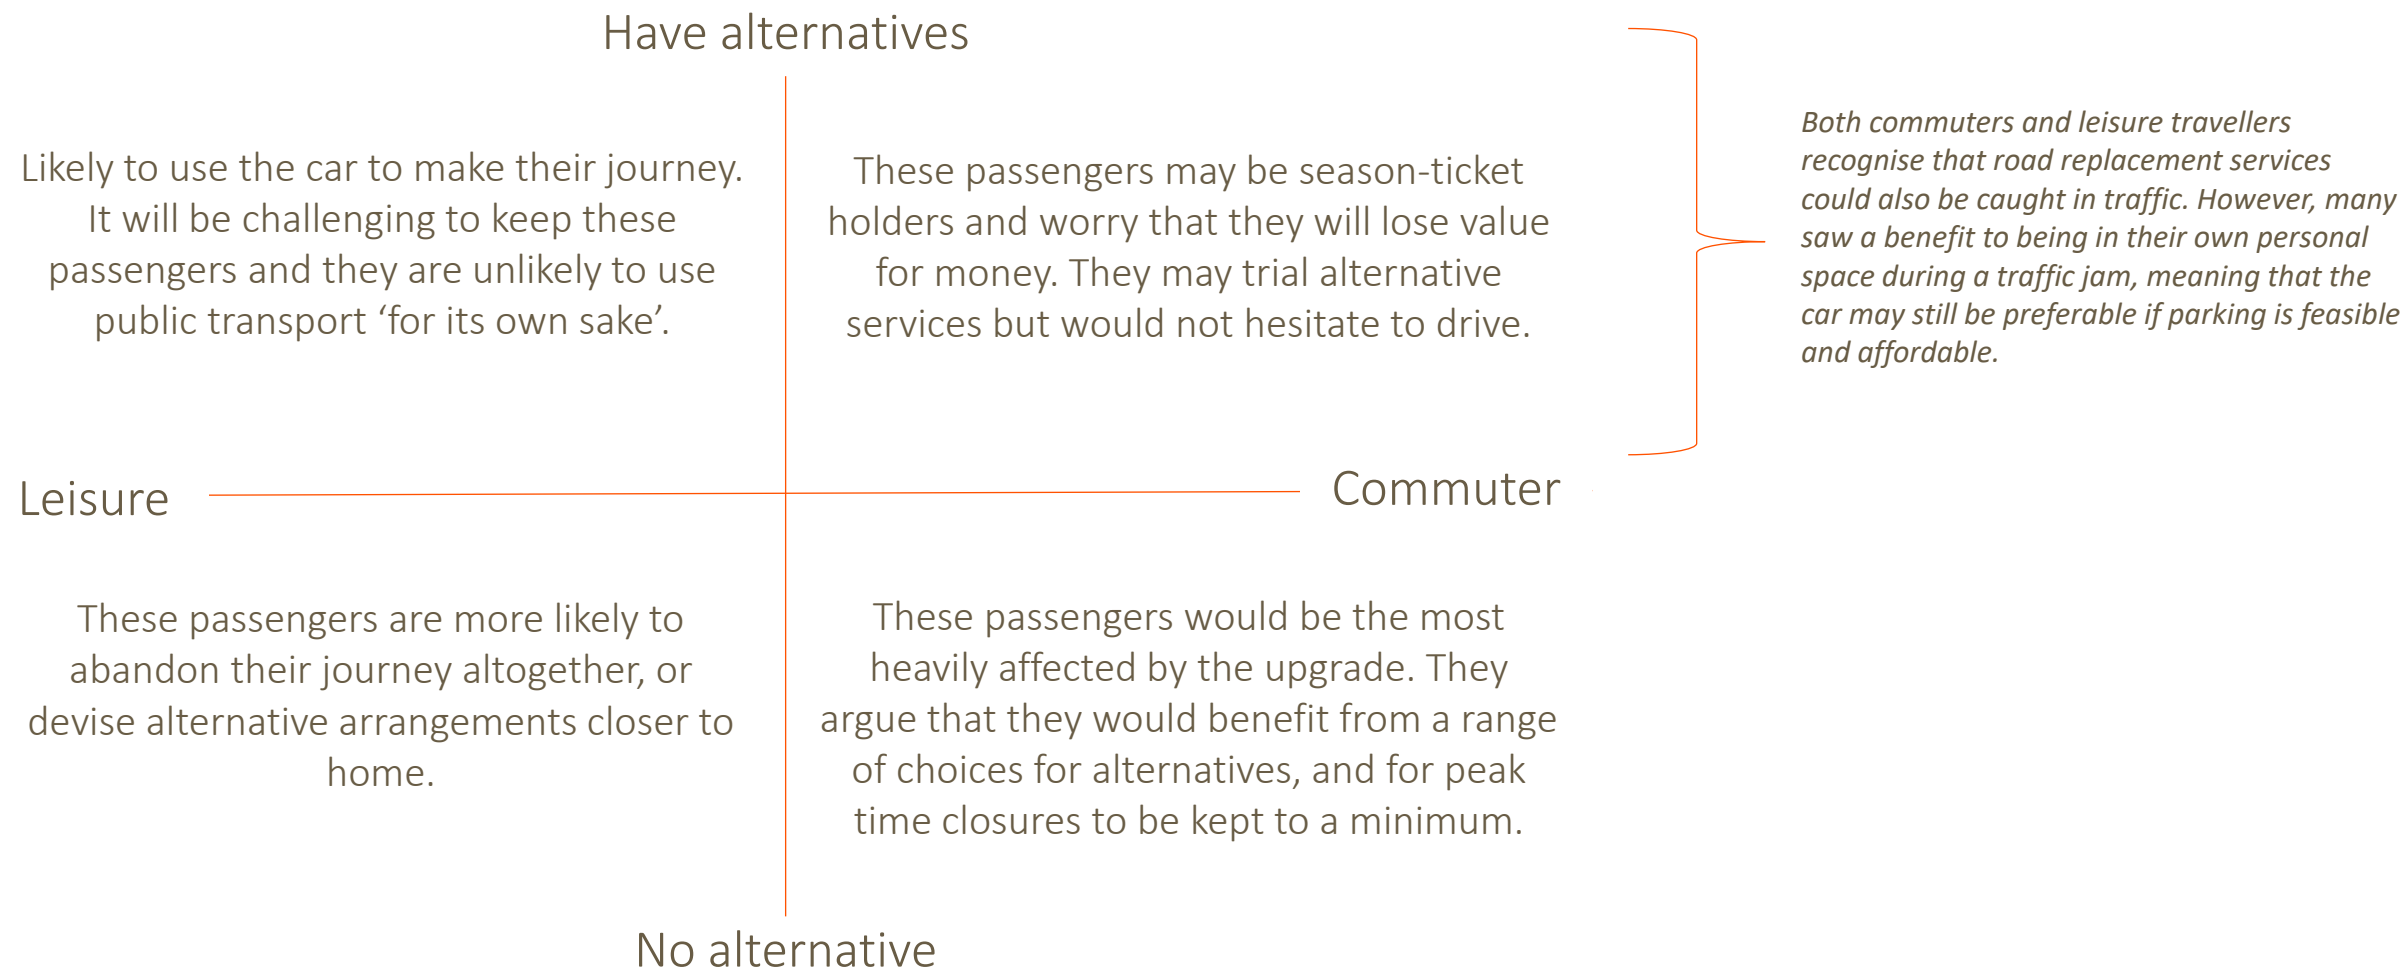 Have alternatives
Likely to use the car to make their journey.
It will be challenging to keep these
passengers and they are unlikely to use
public transport ‘for its own sake’.
These passengers may be season-ticket
holders and worry that they will lose value
for money. They may trial alternative
services but would not hesitate to drive.
Both commuters and leisure travellers
recognise that road replacement services
could also be caught in traffic. However, many
saw a benefit to being in their own personal
space during a traffic jam, meaning that the
car may still be preferable if parking is feasible
and affordable.
Leisure
Commuter
These passengers are more likely to
abandon their journey altogether, or
devise alternative arrangements closer to
home.
These passengers would be the most
heavily affected by the upgrade. They
argue that they would benefit from a range
of choices for alternatives, and for peak
time closures to be kept to a minimum.
No alternative